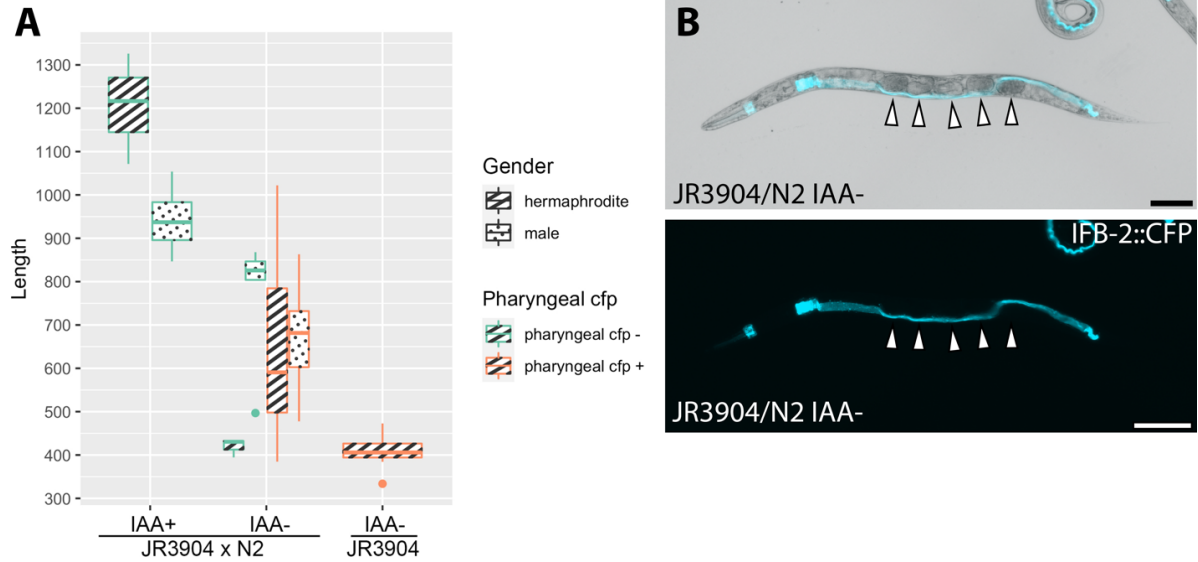 A
1300
1200
1100
1000
900
800
700
600
500
400
300
Length
IAA+
IAA-
IAA-
JR3904 x N2
JR3904
Gender
hermaphrodite
male
Pharyngeal cfp
pharyngeal cfp -
pharyngeal cfp +
B
JR3904/N2 IAA-
IFB-2::CFP
JR3904/N2 IAA-